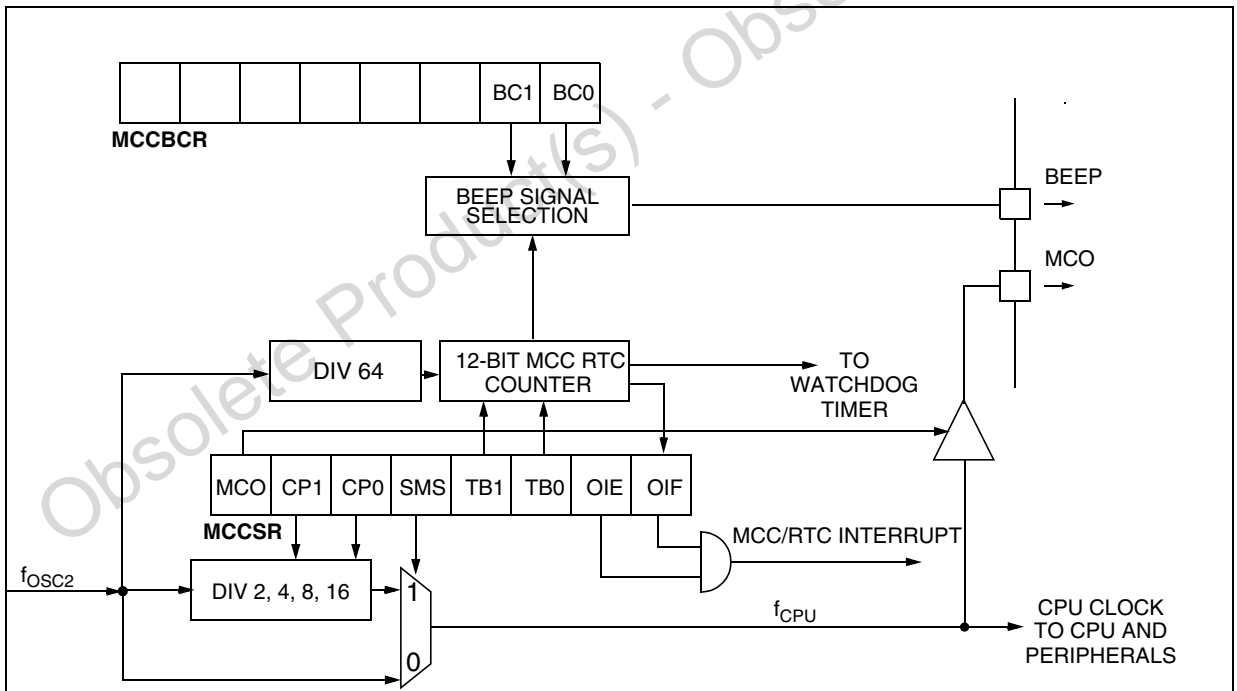 Obsolete Product(s) - Obs
BC1 BC0
MCCBCR
BEEP SIGNAL
SELECTION
BEEP
MCO
DIV 64
12-BIT MCC RTC
COUNTER
TO
WATCHDOG
TIMER
MCO CP1 CP0 SMS TB1 TB0 OIE OIF
MCCSR
MCC/RTC INTERRUPT
fOSC2
DIV 2, 4, 8, 16
1
0
fCPU
CPU CLOCK
TO CPU AND
PERIPHERALS